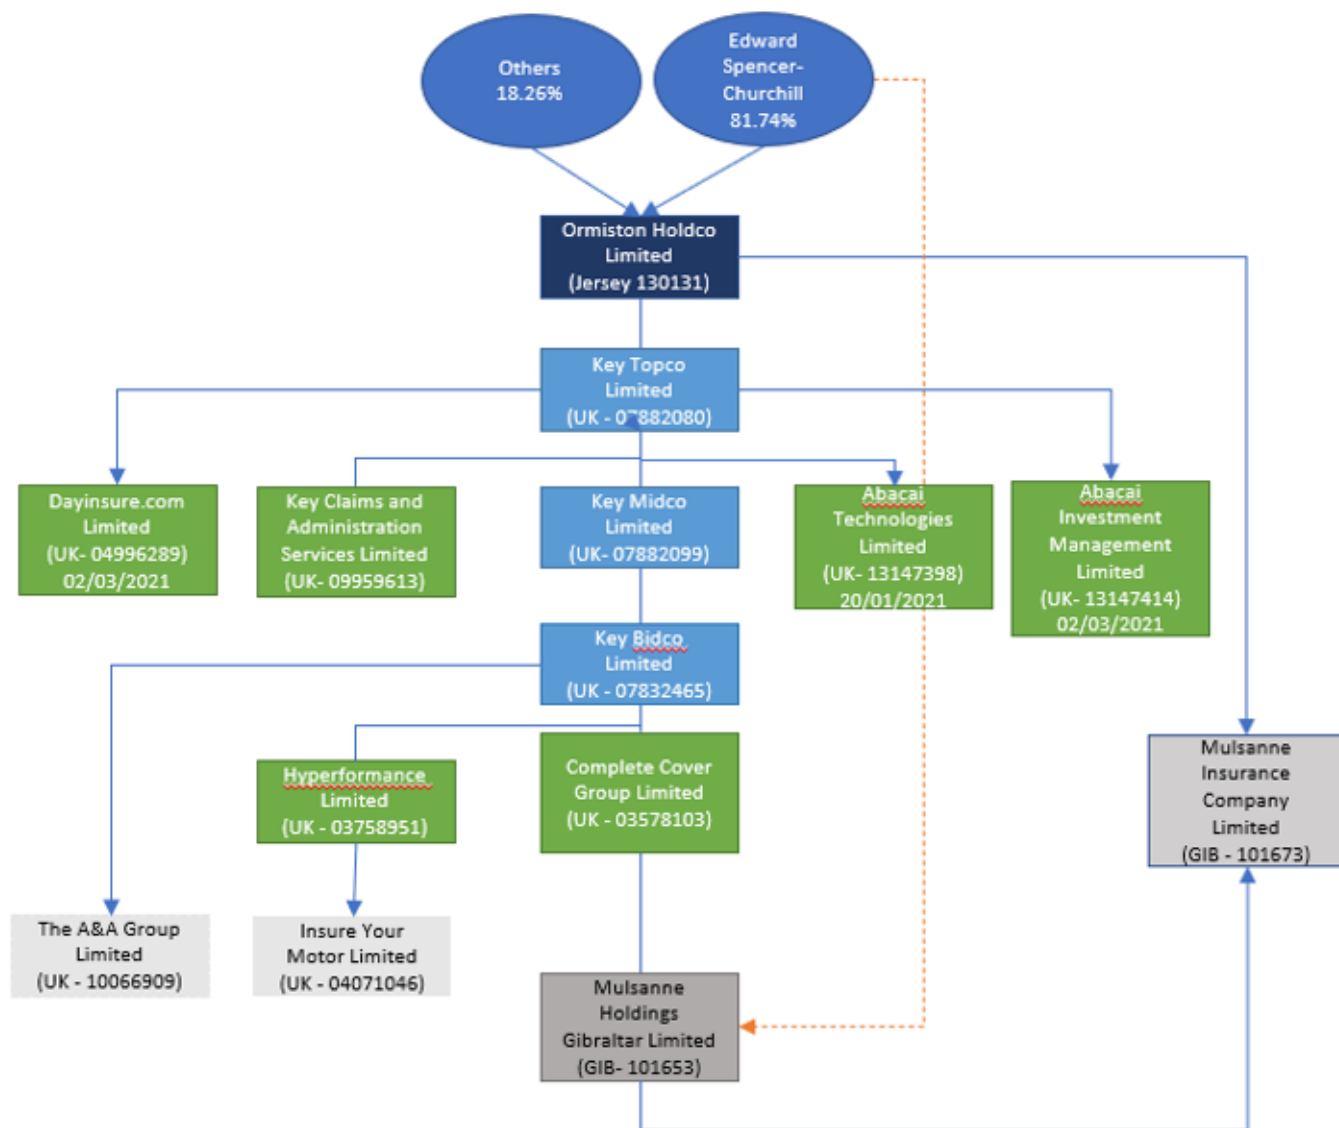 Others
18.26%
Edward
Spencer-
Churchill
81.74%
Ormiston Holdco
Limited
(Jersey 130131)
Key Topco
Limited
(UK - 07882080)
Dayinsure.com
Limited
(UK- 04996289)
02/03/2021
Key Claims and
Administration
Services Limited
(UK- 09959613)
Key Midco
Limited
(UK- 07882099)
Abacai
Technologies
Limited
(UK- 13147398)
20/01/2021
Abacai
Investment
Management
Limited
(UK- 13147414)
02/03/2021
Key Bidco
Limited
(UK - 07832465)
Hyperformance
Limited
(UK - 03758951)
Complete Cover
Group Limited
(UK - 03578103)
Mulsanne
Insurance
Company
Limited
(GIB - 101673)
The A&A Group
Limited
(UK - 10066909)
Insure Your
Motor Limited
(UK - 04071046)
Mulsanne
Holdings
Gibraltar Limited
(GIB- 101653)